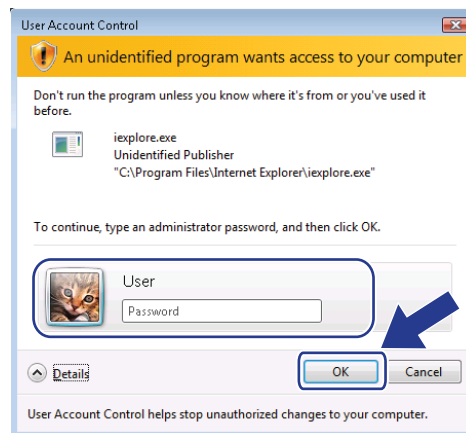 User Account Control
An unidentified program wants access to your computer
Don't run the program unless you know where it's from or you've used it
before.
iexplore.exe
Unidentified Publisher
"C:\Program Files\Internet Explorer\iexplore.exe"
To continue, type an administrator password, and then click OK.
User
Password
Details
OK
Cancel
User Account Control helps stop unauthorized changes to your computer.